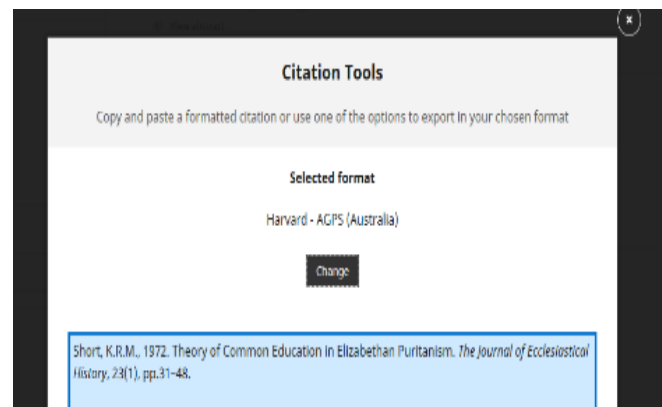 x
Citation Tools
Copy and paste a formatted citation or use one of the options to export in your chosen format
Selected format
Harvard - AGPS (Australia)
Change
Short, K.R.M., 1972. Theory of Common Education in Elizabethan Puritanism. The Journal of Ecclesiastical
History, 23(1), pp.31–48.